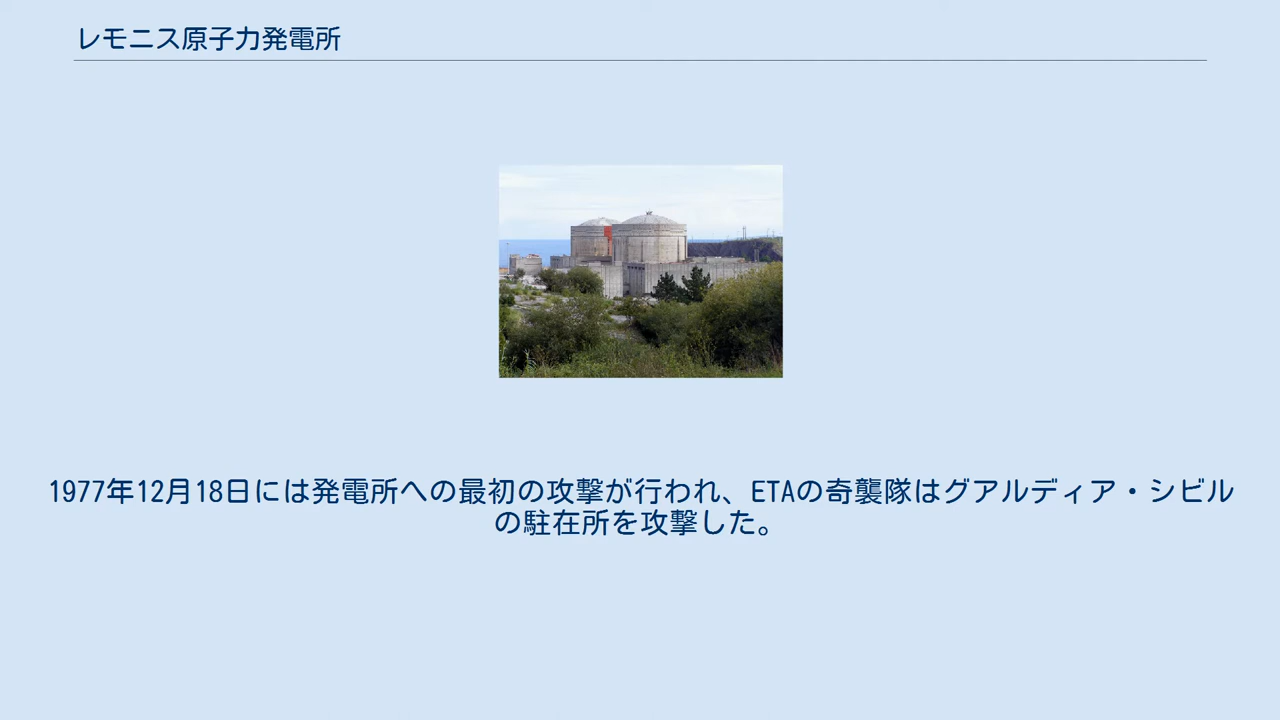 レモニス原子力発電所
1977年12月18日には発電所への最初の攻撃が行われ、ETAの奇襲隊はグアルディア・シビル
の駐在所を攻撃した。